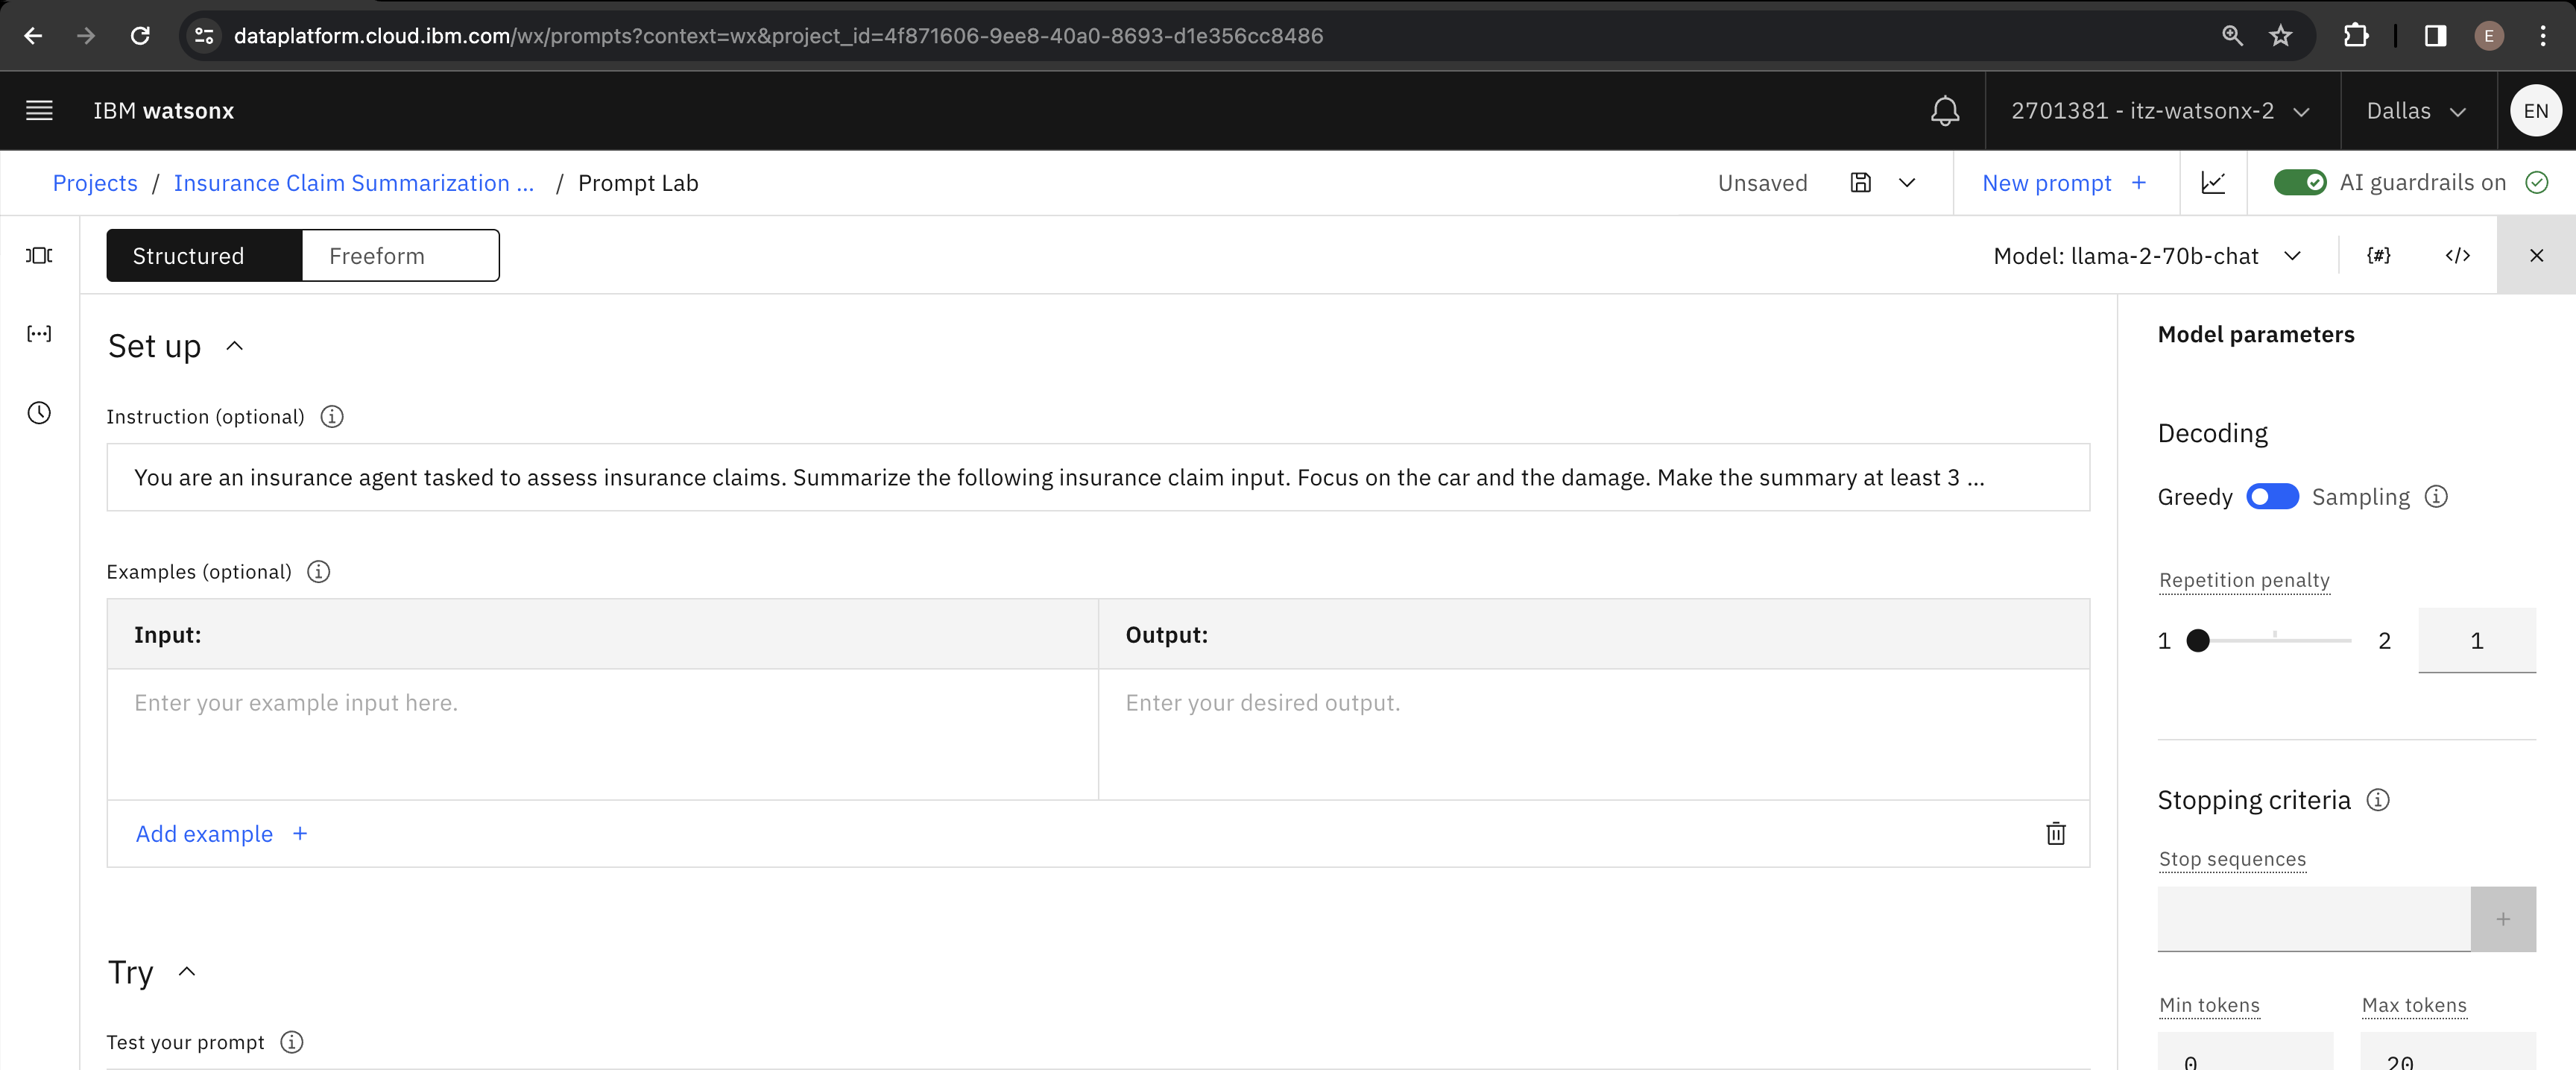 dataplatform.cloud.ibm.com/wx/prompts?context=wx&project_id=4f871606-9ee8-40a0-8693-d1e356cc8486
E
IBM watsonx
2701381 - itz-watsonx-2
Dallas
EN
Projects / Insurance Claim Summarization ... / Prompt Lab
Unsaved
New prompt +
AI guardrails on
Structured
Freeform
Model: llama-2-70b-chat
{#}
</>
Set up
Instruction (optional)
You are an insurance agent tasked to assess insurance claims. Summarize the following insurance claim input. Focus on the car and the damage. Make the summary at least 3 ...
Examples (optional)
Input:
Output:
Enter your example input here.
Enter your desired output.
Add example +
Try
Test your prompt
Model parameters
Decoding
Greedy
Sampling
Repetition penalty
1
2
1
Stopping criteria
Stop sequences
+
Min tokens
Max tokens
0
20